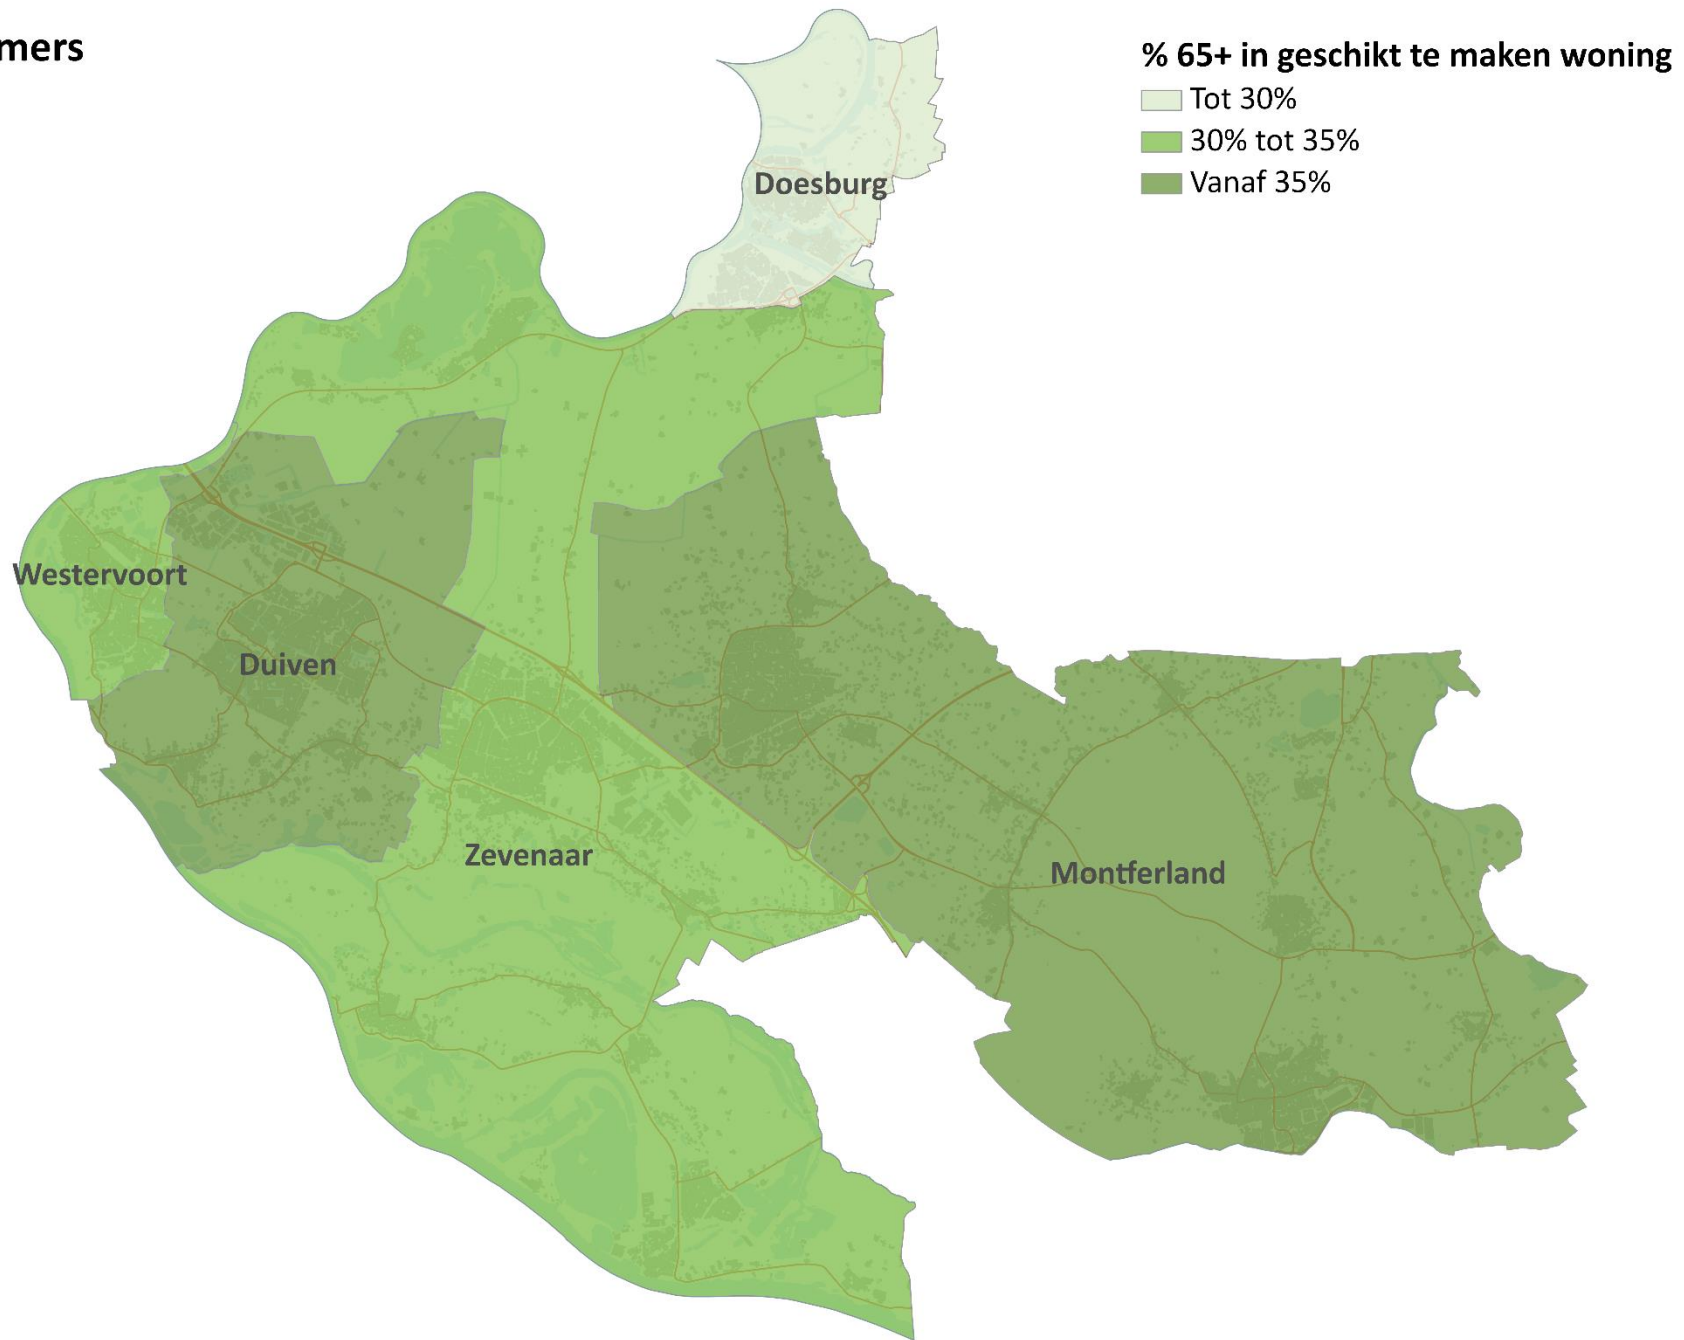 mers
% 65+ in geschikt te maken woning
Tot 30%
30% tot 35%
Vanaf 35%
Doesburg
Westervoort
Duiven
Zevenaar
Montferland